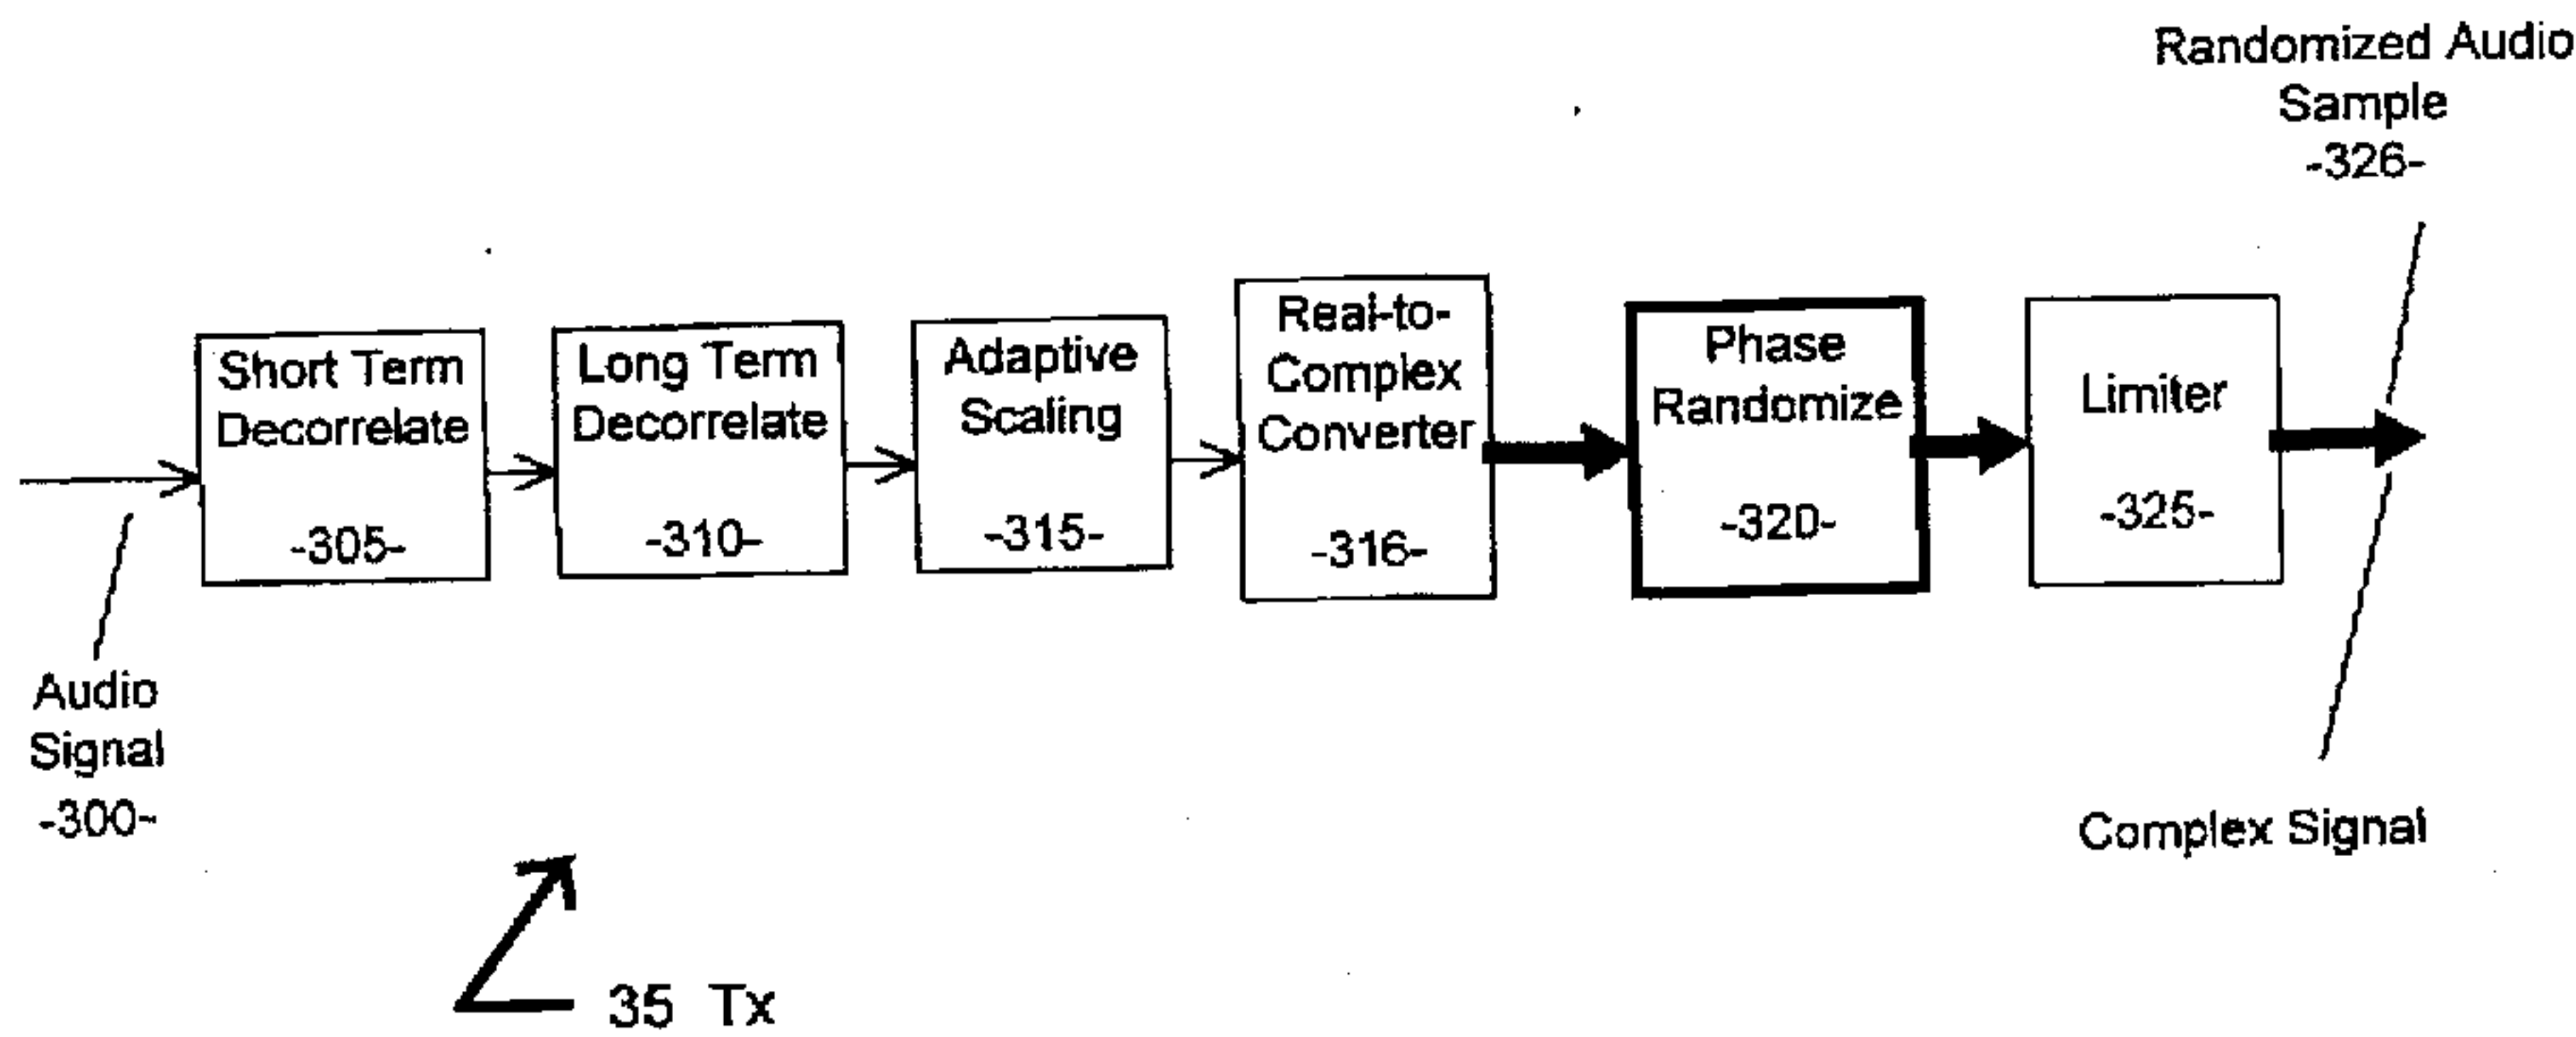 Randomized Audio
Sample
-326-
Short Term
Decorrelate
-305-
Long Term
Decorrelate
-310-
Adaptive
Scaling
-315-
Real-to-
Complex
Converter
-316-
Phase
Randomize
-320-
Limiter
-325-
Audio
Signal
-300-
Complex Signal
35 Tx